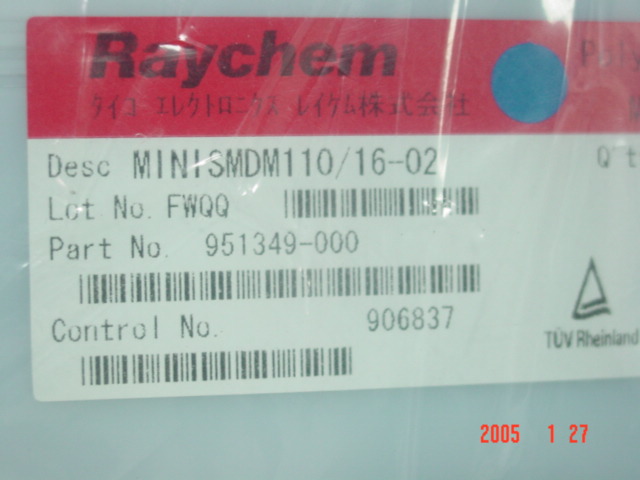 Raychem
タイコ エレクトロニクス レイケム株式会社
Poly
Desc MINISMDM110/16-02
Q't
Lot No. FWQQ
Part No. 951349-000
Control No. 906837
TÜV Rheinland
2005 1 27